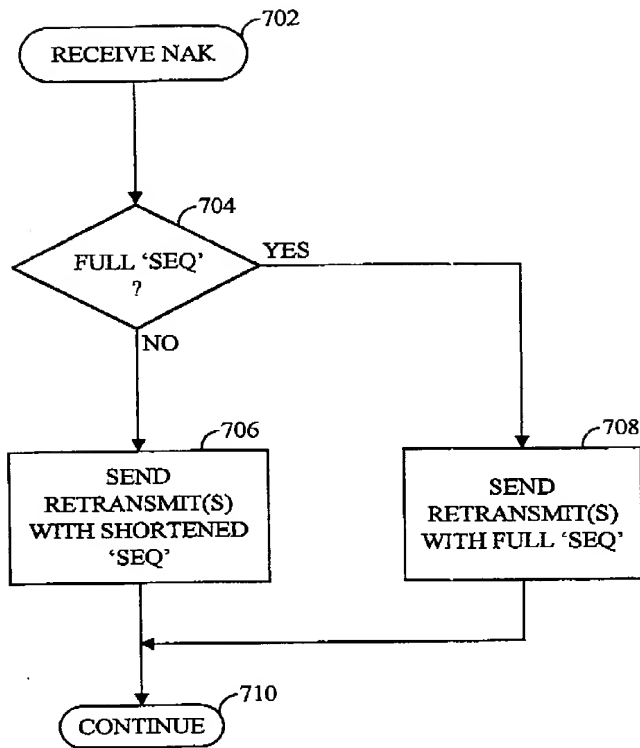 702
RECEIVE NAK
704
FULL ‘SEQ’
?
YES
NO
706
SEND
RETRANSMIT(S)
WITH SHORTENED
‘SEQ’
708
SEND
RETRANSMIT(S)
WITH FULL ‘SEQ’
710
CONTINUE